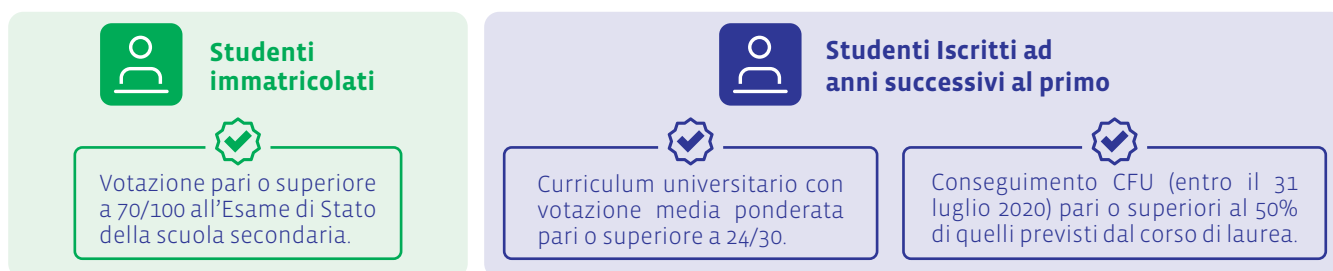 Studenti
immatricolati
Votazione pari o superiore
a 70/100 all'Esame di Stato
della scuola secondaria.
Studenti Iscritti ad
anni successivi al primo
Curriculum universitario con
votazione media ponderata
pari o superiore a 24/30.
Conseguimento CFU (entro il 31
luglio 2020) pari o superiori al 50%
di quelli previsti dal corso di laurea.